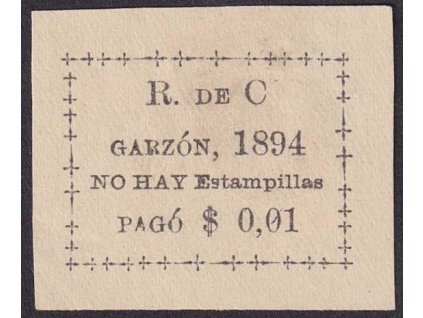 R. DE C
GARZÓN, 1894
NO HAY Estampillas
PAGÓ $ 0,01